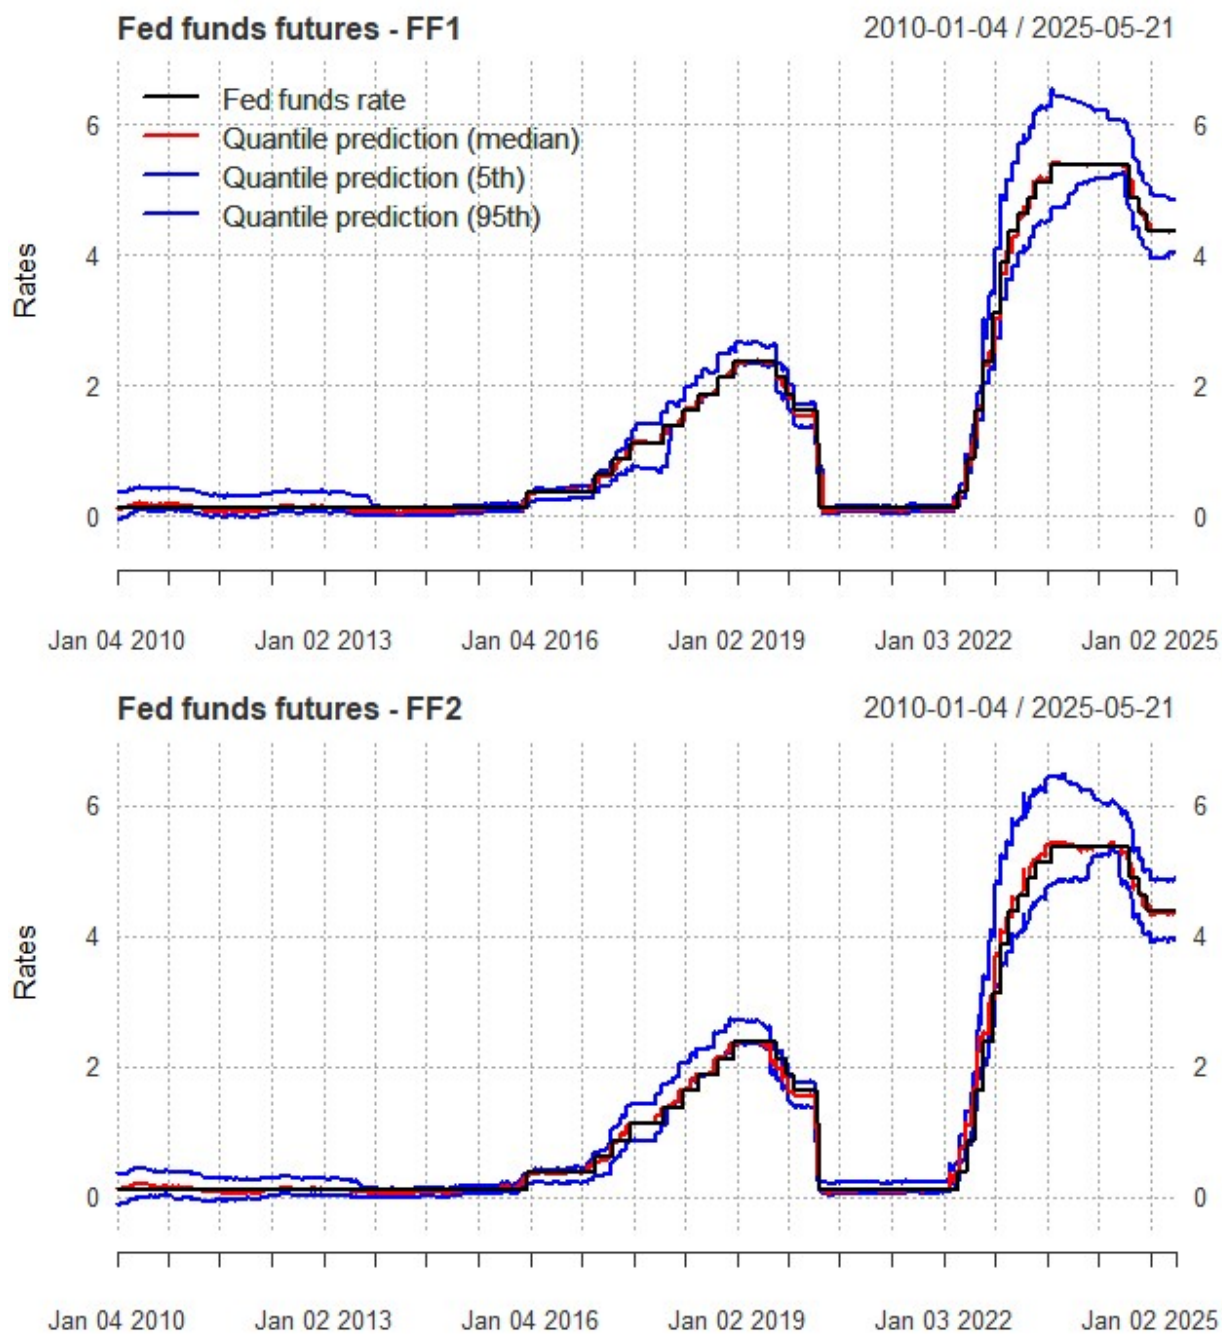 Fed funds futures - FF1 2010-01-04 / 2025-05-21
Fed funds rate
Quantile prediction (median)
Quantile prediction (5th)
Quantile prediction (95th)
6 6
4 4
2 2
0 0
Rates
Jan 04 2010 Jan 02 2013 Jan 04 2016 Jan 02 2019 Jan 03 2022 Jan 02 2025
Fed funds futures - FF2 2010-01-04 / 2025-05-21
6 6
4 4
2 2
0 0
Rates
Jan 04 2010 Jan 02 2013 Jan 04 2016 Jan 02 2019 Jan 03 2022 Jan 02 2025